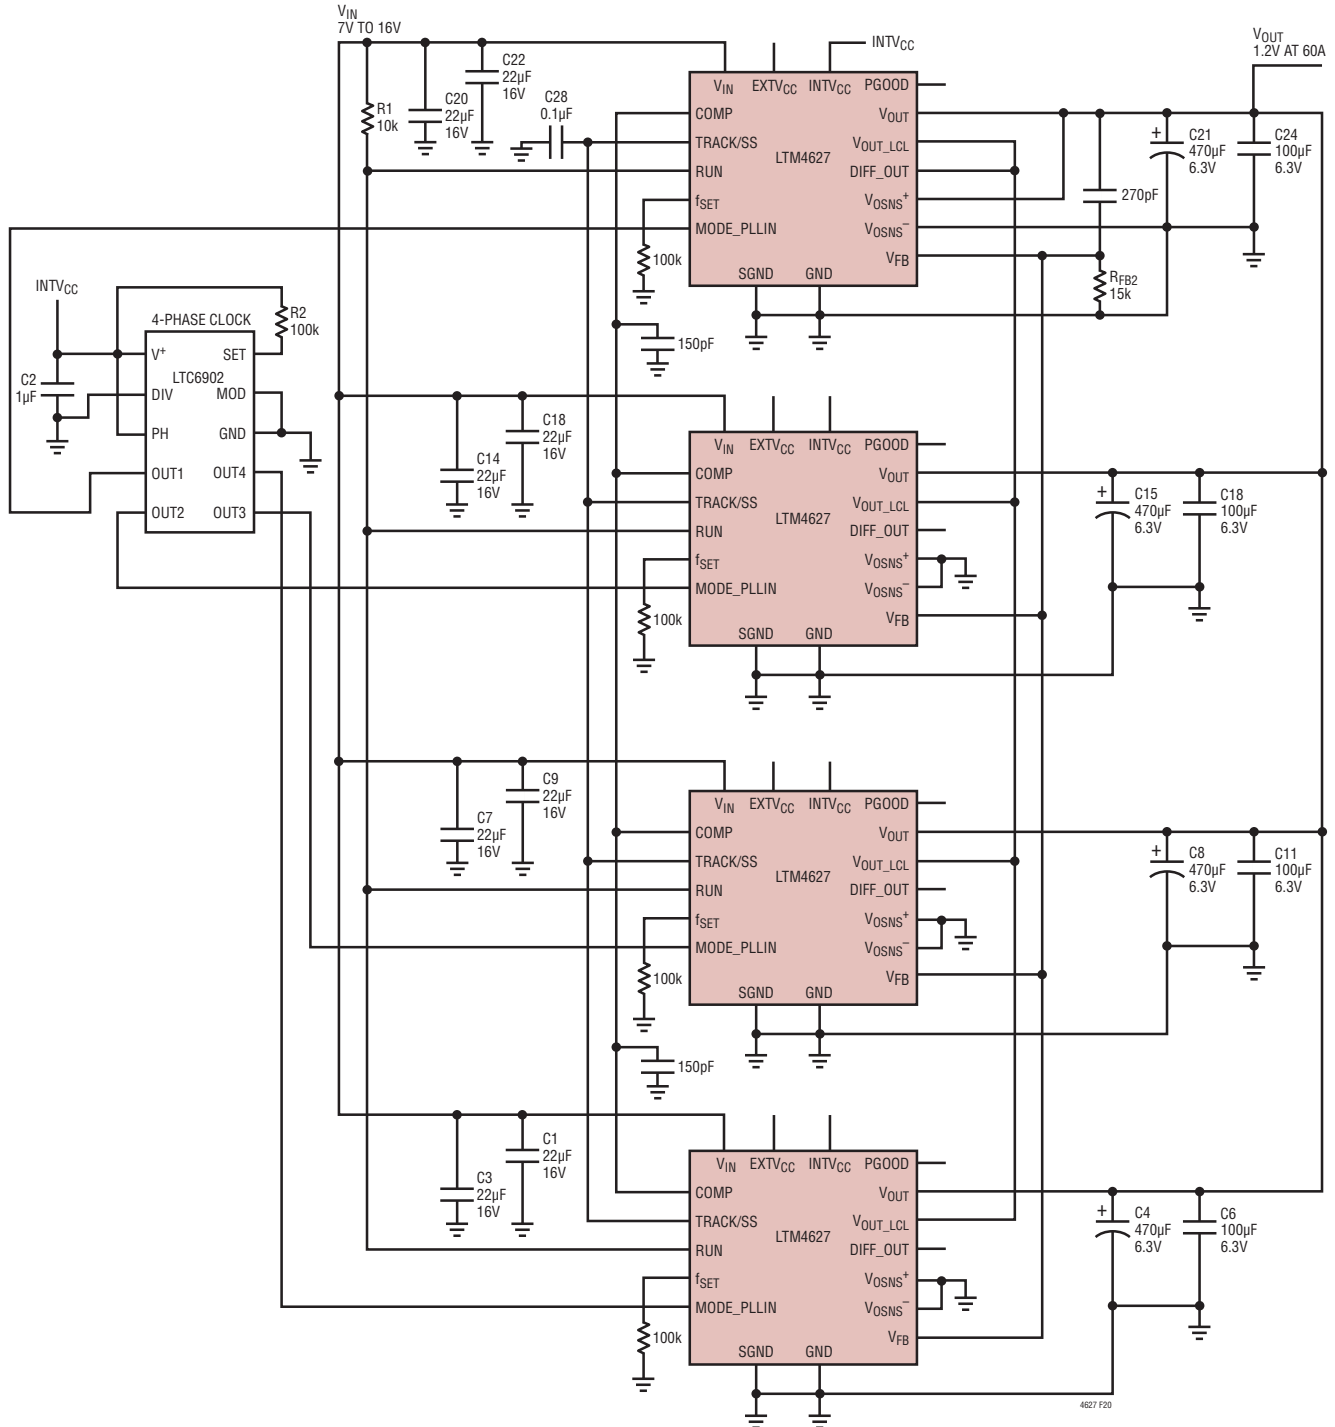 VIN
7V TO 16V
INTVCC
VOUT
1.2V AT 60A
C22
22µF
16V
C20
22µF
16V
R1
10k
C28
0.1µF
VIN
EXTVCC
INTVCC
PGOOD
COMP
VOUT
TRACK/SS
VOUT_LCL
LTM4627
RUN
DIFF_OUT
fSET
VOSNS+
MODE_PLLIN
VOSNS–
VFB
SGND
GND
C21
470µF
6.3V
+
C24
100µF
6.3V
270pF
RFB2
15k
100k
150pF
INTVCC
R2
100k
4-PHASE CLOCK
V+
SET
LTC6902
DIV
MOD
PH
GND
OUT1
OUT4
OUT2
OUT3
C2
1µF
C18
22µF
16V
C14
22µF
16V
VIN
EXTVCC
INTVCC
PGOOD
COMP
VOUT
TRACK/SS
VOUT_LCL
LTM4627
RUN
DIFF_OUT
fSET
VOSNS+
MODE_PLLIN
VOSNS–
VFB
SGND
GND
100k
+
C15
470µF
6.3V
C18
100µF
6.3V
C9
22µF
16V
C7
22µF
16V
VIN
EXTVCC
INTVCC
PGOOD
COMP
VOUT
TRACK/SS
VOUT_LCL
LTM4627
RUN
DIFF_OUT
fSET
VOSNS+
MODE_PLLIN
VOSNS–
VFB
SGND
GND
100k
150pF
+
C8
470µF
6.3V
C11
100µF
6.3V
C1
22µF
16V
C3
22µF
16V
VIN
EXTVCC
INTVCC
PGOOD
COMP
VOUT
TRACK/SS
VOUT_LCL
LTM4627
RUN
DIFF_OUT
fSET
VOSNS+
MODE_PLLIN
VOSNS–
VFB
SGND
GND
100k
+
C4
470µF
6.3V
C6
100µF
6.3V
4627 F20